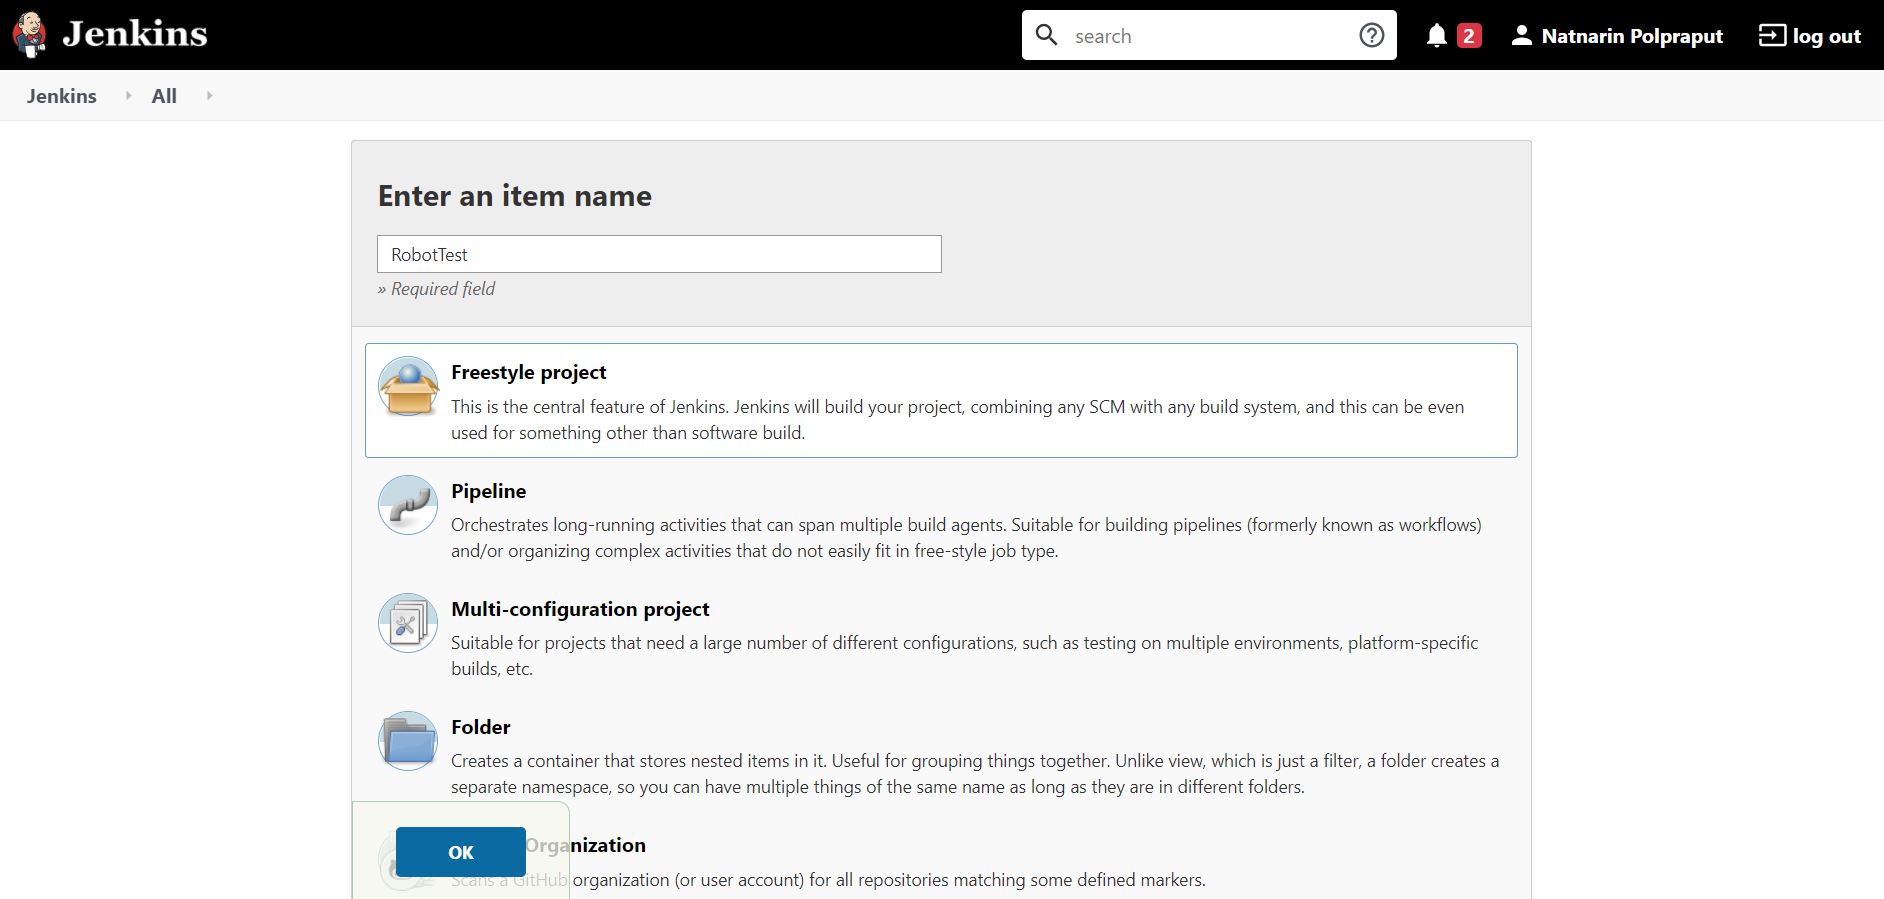 Jenkins
search
2
Natnarin Polpraput
log out
Jenkins
All
Enter an item name
RobotTest
» Required field
Freestyle project
This is the central feature of Jenkins. Jenkins will build your project, combining any SCM with any build system, and this can be even
used for something other than software build.
Pipeline
Orchestrates long-running activities that can span multiple build agents. Suitable for building pipelines (formerly known as workflows)
and/or organizing complex activities that do not easily fit in free-style job type.
Multi-configuration project
Suitable for projects that need a large number of different configurations, such as testing on multiple environments, platform-specific
builds, etc.
Folder
Creates a container that stores nested items in it. Useful for grouping things together. Unlike view, which is just a filter, a folder creates a
separate namespace, so you can have multiple things of the same name as long as they are in different folders.
Organization
OK
Scans a GitHub organization (or user account) for all repositories matching some defined markers.